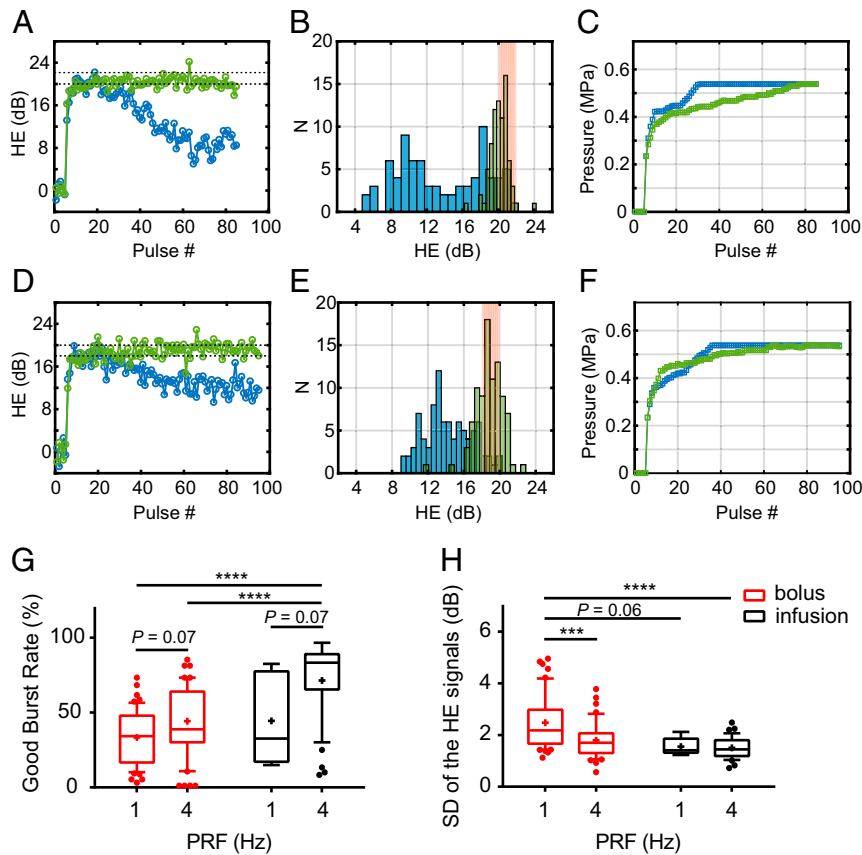 A
HE (dB)
24
16
8
0
0 20 40 60 80 100
Pulse #
B
N
20
15
10
5
0
4 8 12 16 20 24
HE (dB)
C
Pressure (MPa)
0.6
0.4
0.2
0
0 20 40 60 80 100
Pulse #
D
HE (dB)
24
16
8
0
0 20 40 60 80 100
Pulse #
E
N
20
15
10
5
0
4 8 12 16 20 24
HE (dB)
F
Pressure (MPa)
0.6
0.4
0.2
0
0 20 40 60 80 100
Pulse #
G
Good Burst Rate (%)
100
50
0
****
****
P = 0.07
P = 0.07
1 4 1 4
PRF (Hz)
H
SD of the HE signals (dB)
6
4
2
0
****
P = 0.06
***
1 4 1 4
PRF (Hz)
bolus
infusion